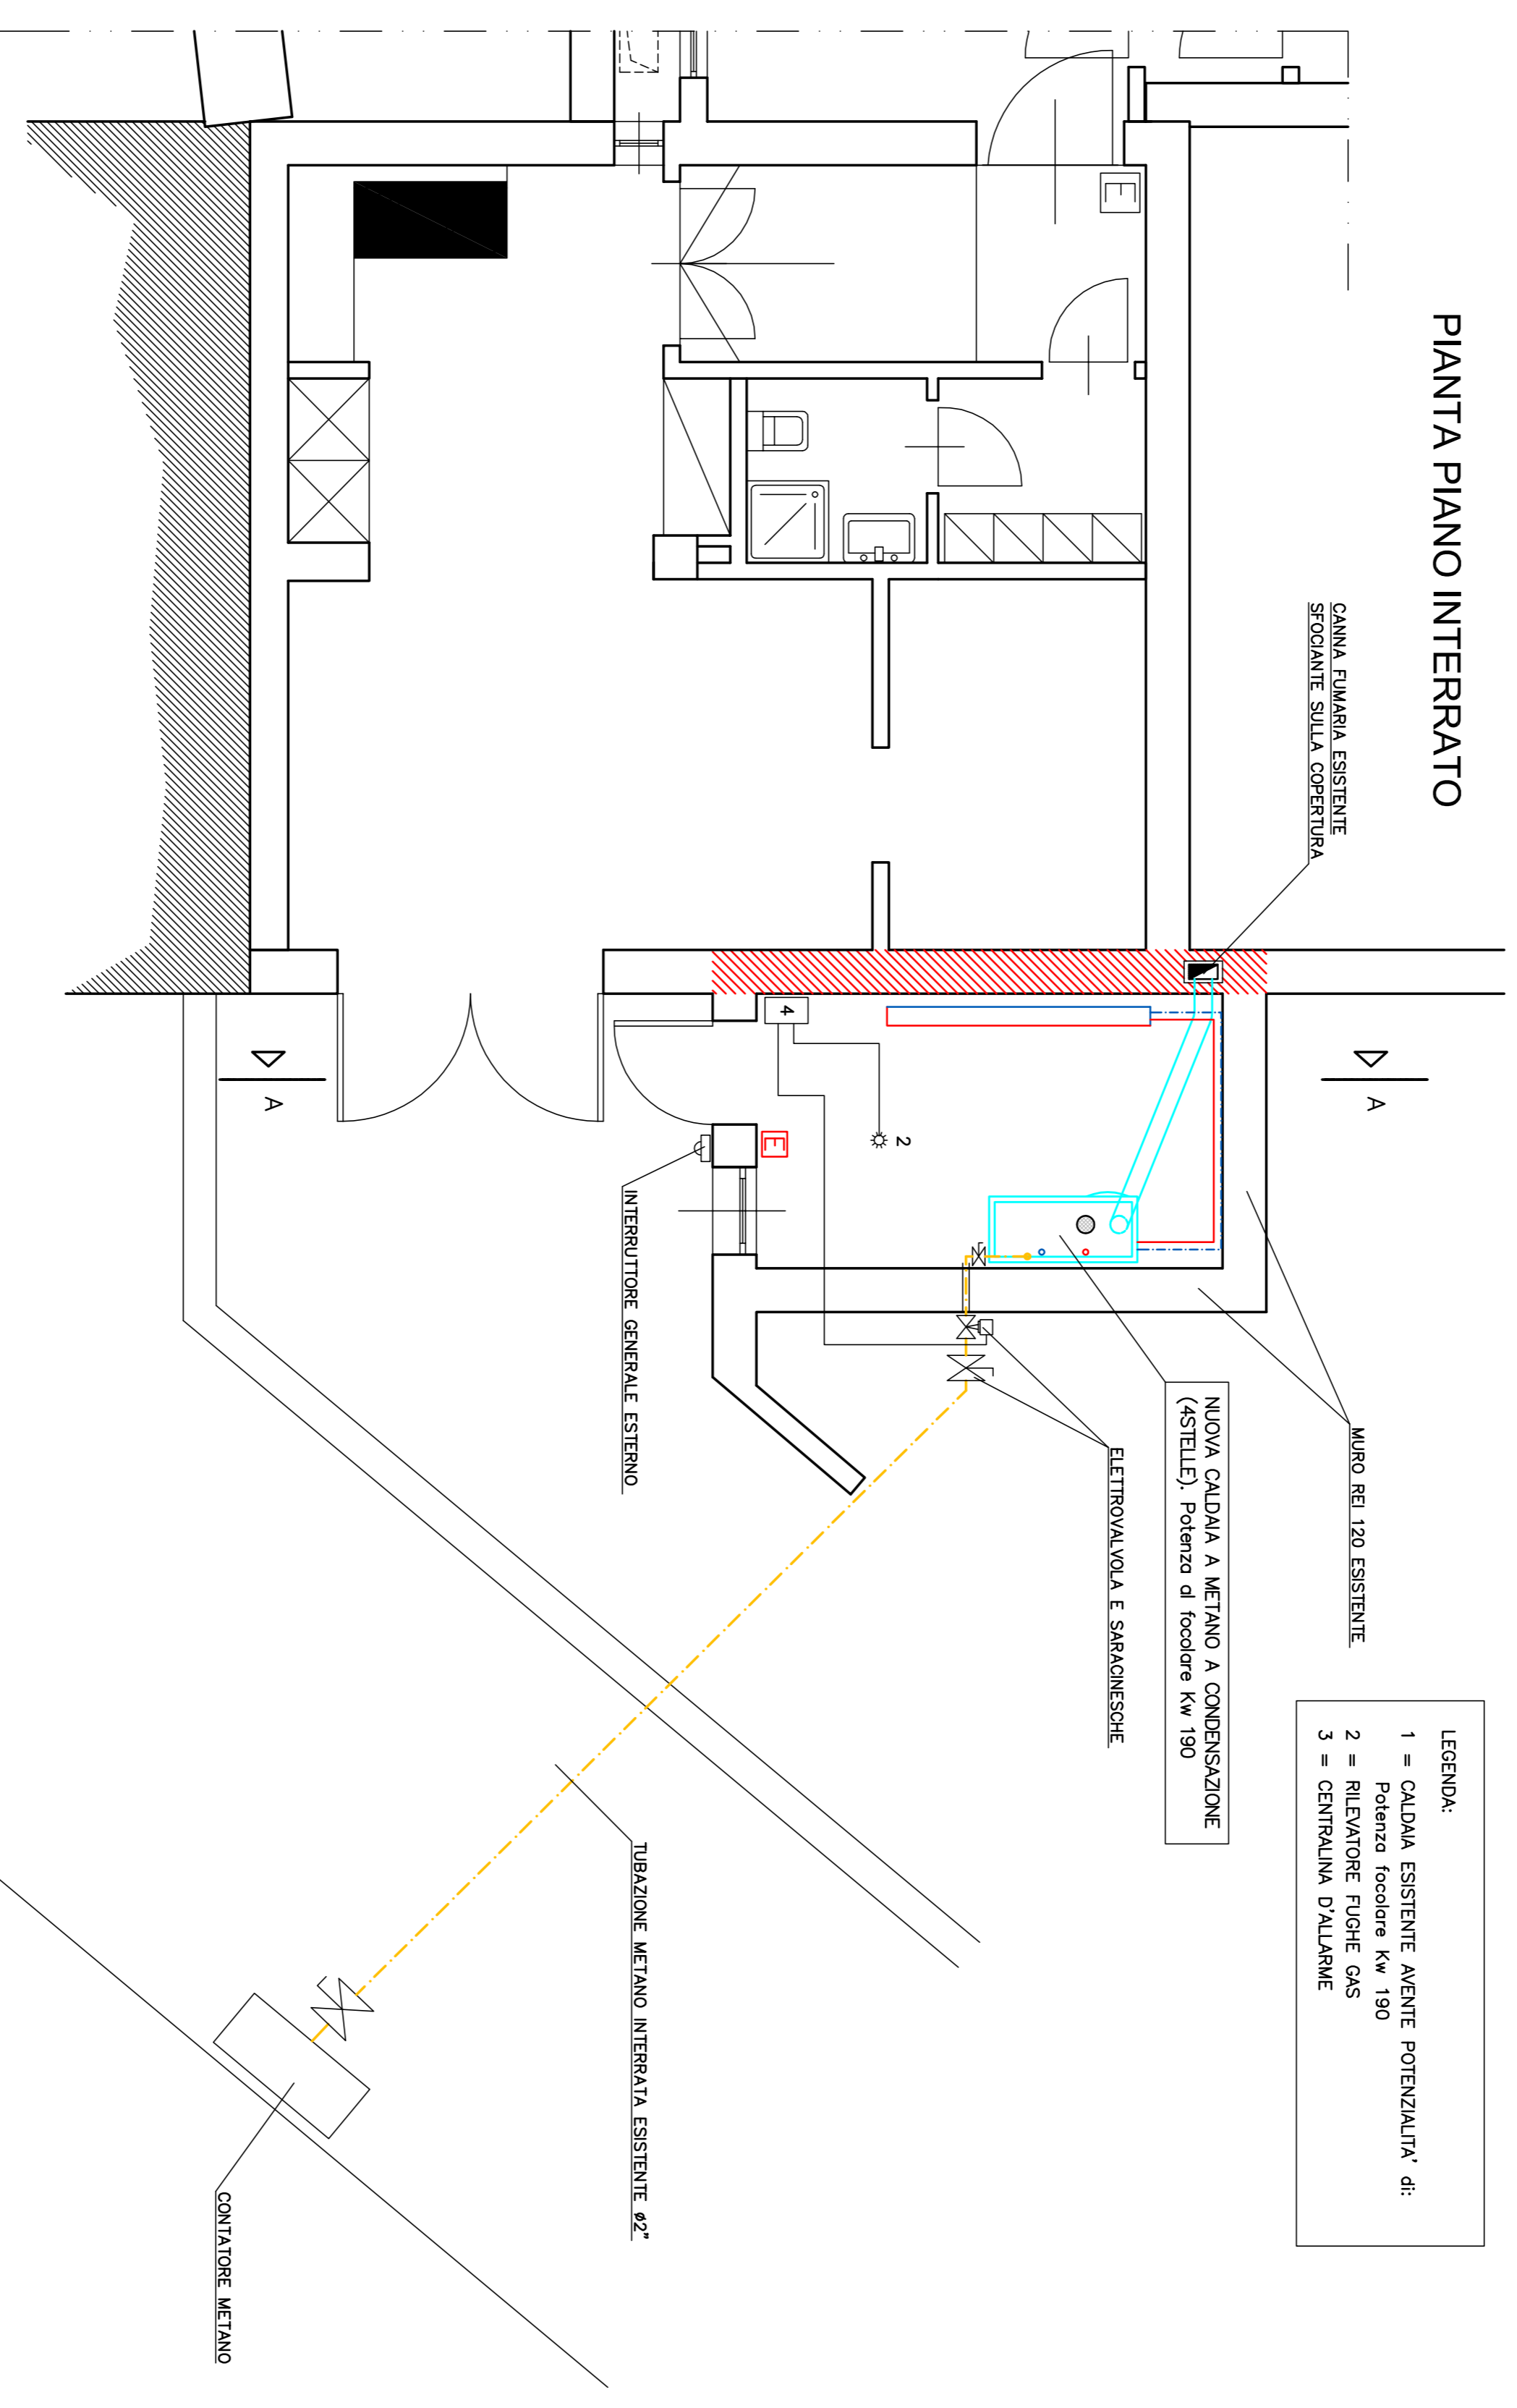 PIANTA PIANO INTERRATO
CANNA FUMARIA ESISTENTE
SFOCIANTE SULLA COPERTURA
LEGENDA:
1 = CALDAIA ESISTENTE AVENTE POTENZIALITA' di:
Potenza focolare Kw 190
2 = RILEVATORE FUGHE GAS
3 = CENTRALINA D'ALLARME
MURO REI 120 ESISTENTE
NUOVA CALDAIA A METANO A CONDENSAZIONE
(4STELLE). Potenza al focolare Kw 190
ELETTROVALVOLA E SARACINESCHE
A
E
2
4
E
INTERRUTTORE GENERALE ESTERNO
TUBAZIONE METANO INTERRATA ESISTENTE ø2"
A
CONTATORE METANO